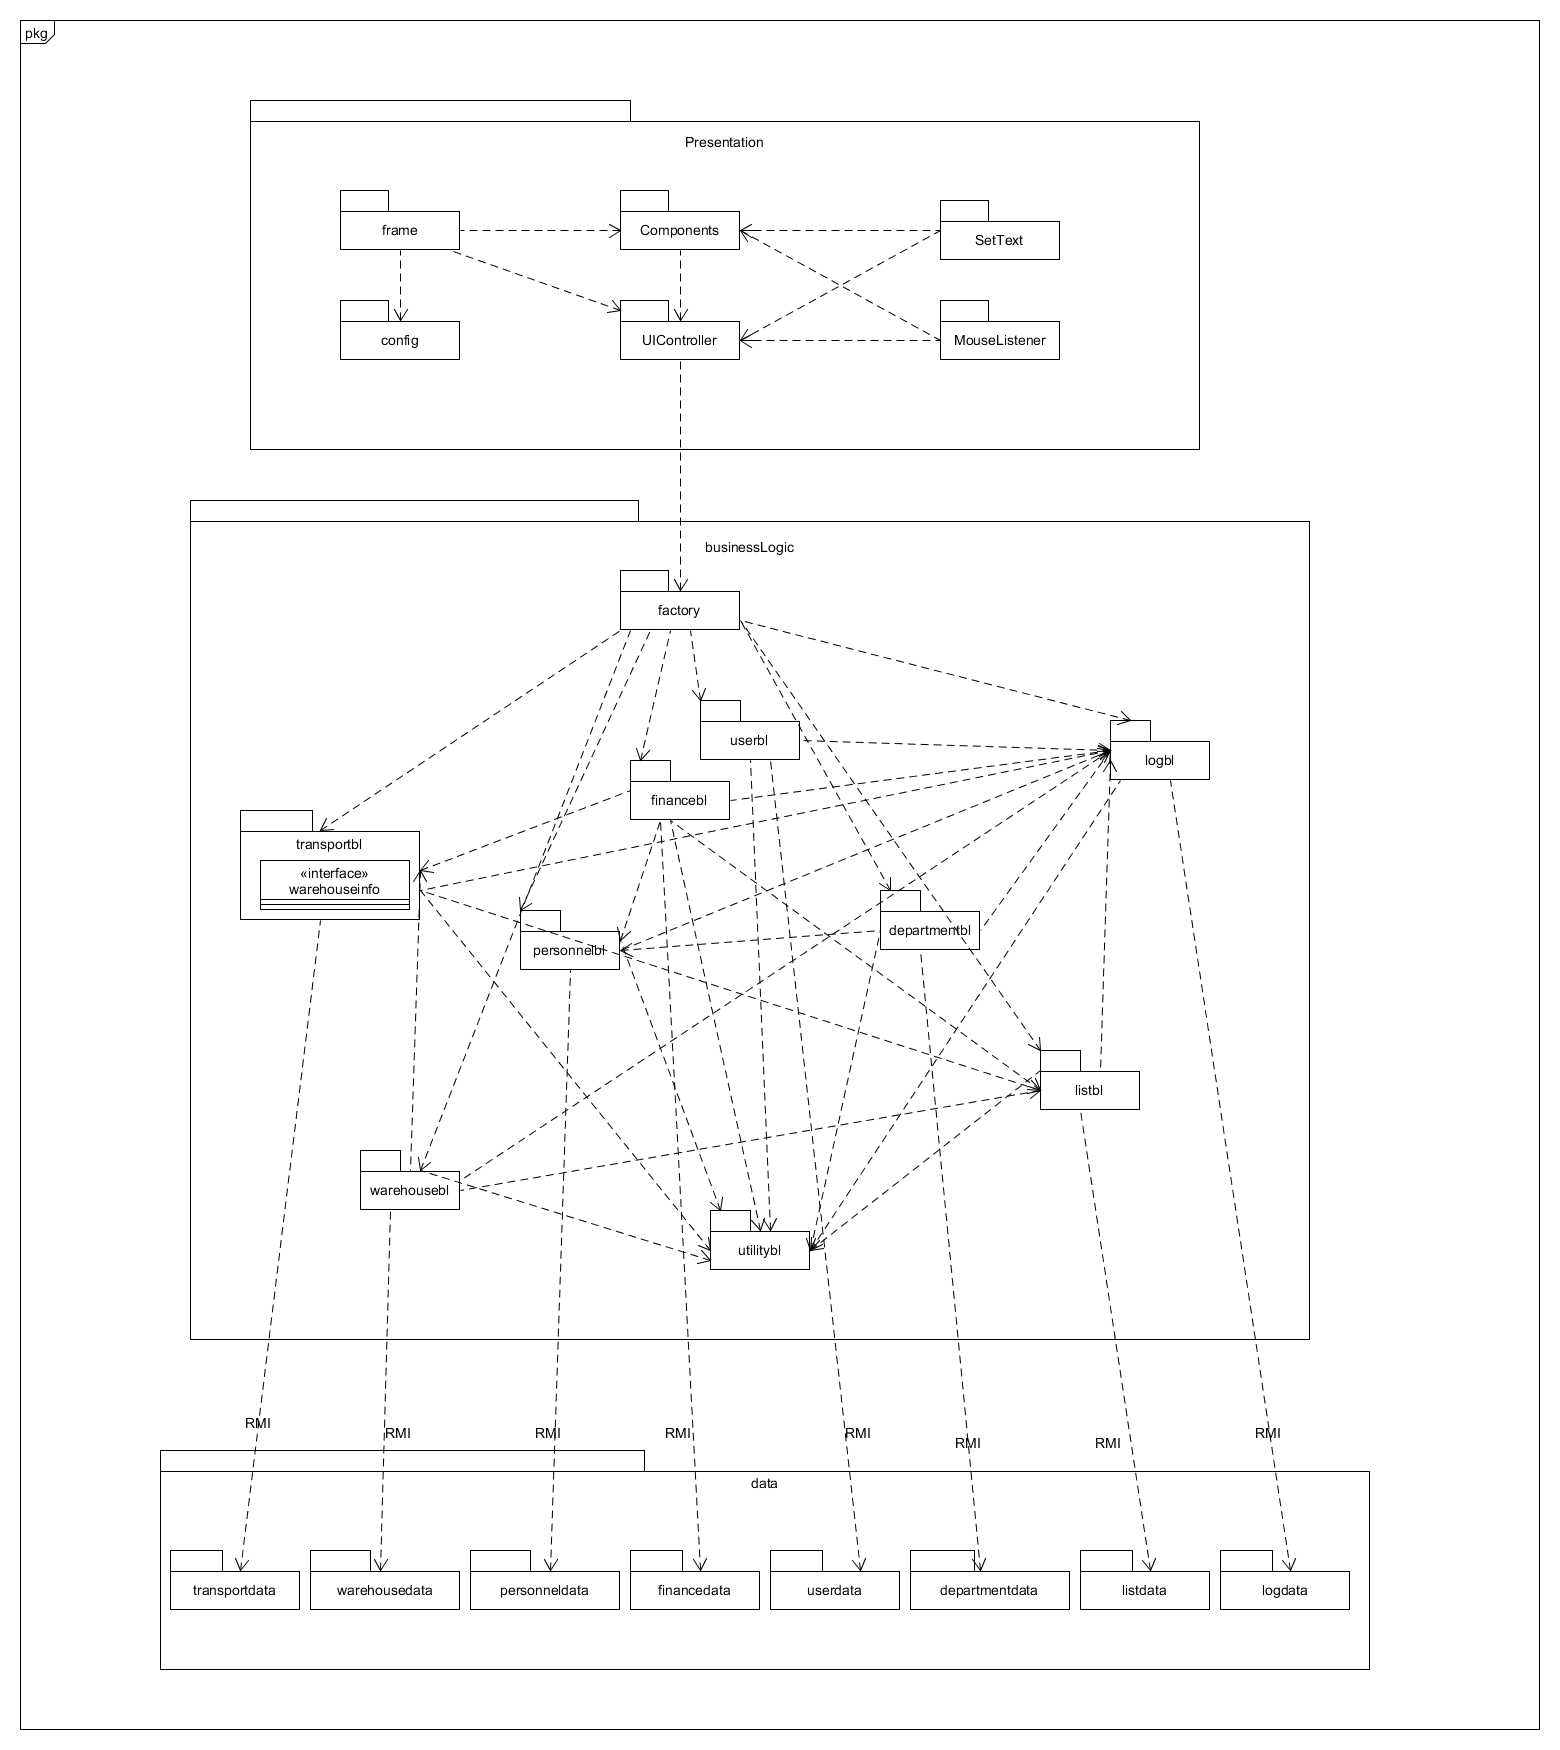 pkg
Presentation
frame
Components
SetText
config
UIController
MouseListener
businessLogic
factory
userbl
logbl
financebl
transportbl
«interface»
warehouseinfo
departmentbl
personnelbl
listbl
warehousebl
utilitybl
RMI
RMI
RMI
RMI
RMI
RMI
RMI
RMI
data
transportdata
warehousedata
personneldata
financedata
userdata
departmentdata
listdata
logdata